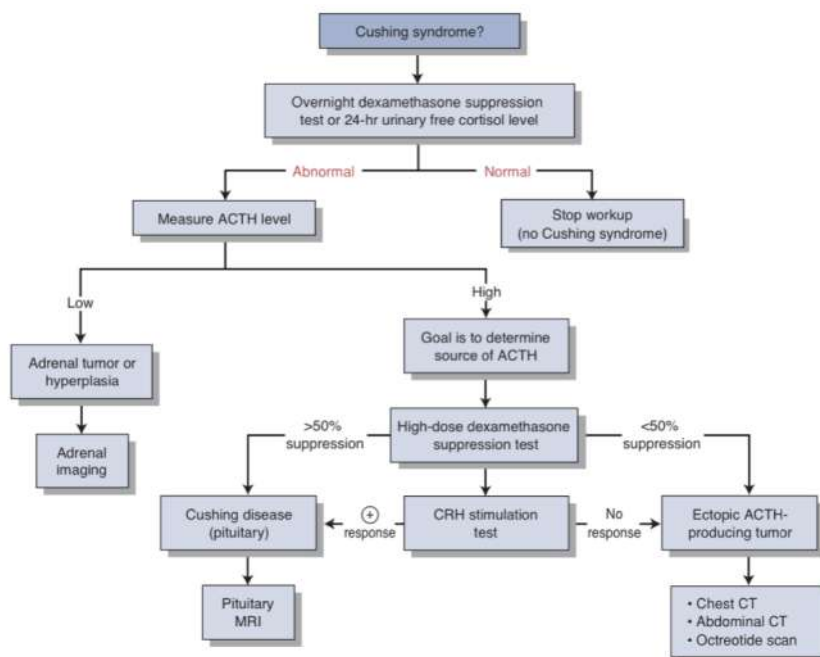 Cushing syndrome?
Overnight dexamethasone suppression
test or 24-hr urinary free cortisol level
Abnormal
Normal
Measure ACTH level
Stop workup
(no Cushing syndrome)
Low
High
Adrenal tumor or
hyperplasia
Goal is to determine
source of ACTH
Adrenal
imaging
>50%
suppression
High-dose dexamethasone
suppression test
<50%
suppression
Cushing disease
(pituitary)
+
response
CRH stimulation
test
No
response
Ectopic ACTH-
producing tumor
Pituitary
MRI
• Chest CT
• Abdominal CT
• Octreotide scan